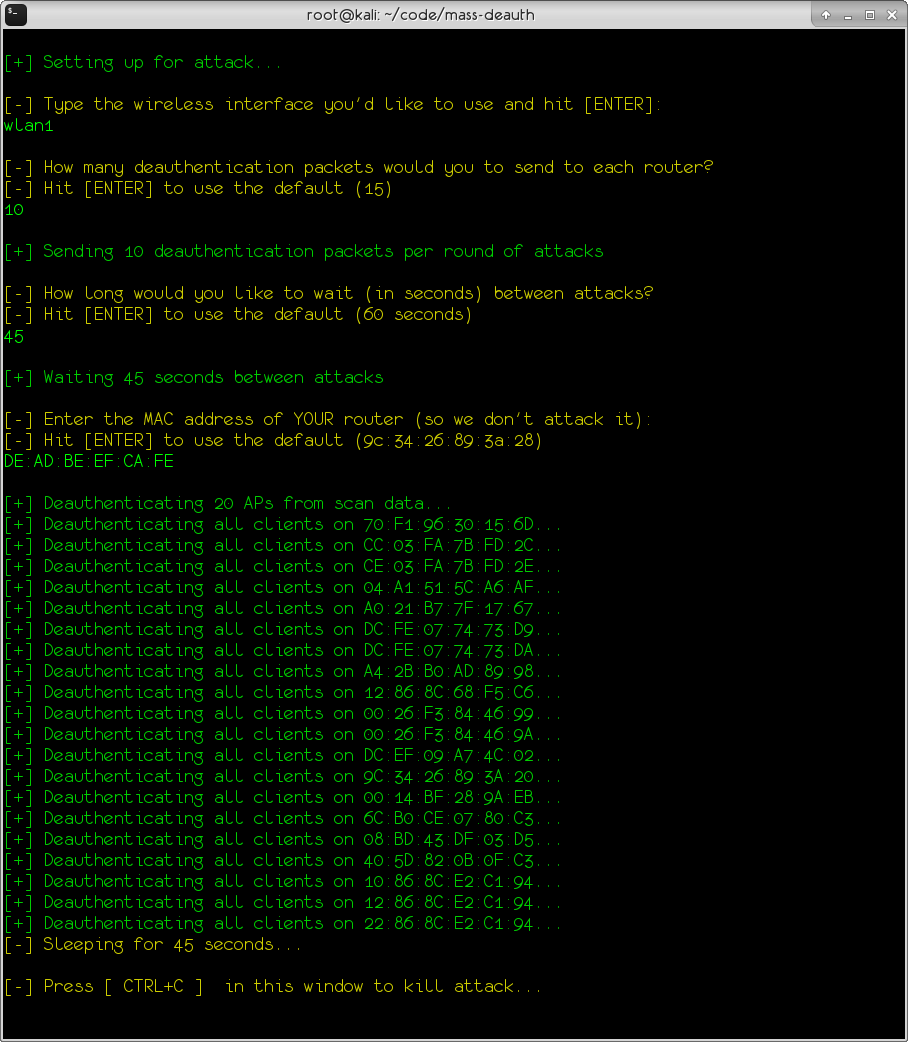 root@kali: ~/code/mass-deauth
[+] Setting up for attack...
[-] Type the wireless interface you'd like to use and hit [ENTER]:
wlan1
[-] How many deauthentication packets would you to send to each router?
[-] Hit [ENTER] to use the default (15)
10
[+] Sending 10 deauthentication packets per round of attacks
[-] How long would you like to wait (in seconds) between attacks?
[-] Hit [ENTER] to use the default (60 seconds)
45
[+] Waiting 45 seconds between attacks
[-] Enter the MAC address of YOUR router (so we don't attack it):
[-] Hit [ENTER] to use the default (9c:34:26:89:3a:28)
DE:AD:BE:EF:CA:FE
[+] Deauthenticating 20 APs from scan data...
[+] Deauthenticating all clients on 70:F1:96:30:15:6D...
[+] Deauthenticating all clients on CC:03:FA:7B:FD:2C...
[+] Deauthenticating all clients on CE:03:FA:7B:FD:2E...
[+] Deauthenticating all clients on 04:A1:51:5C:A6:AF...
[+] Deauthenticating all clients on A0:21:B7:7F:17:67...
[+] Deauthenticating all clients on DC:FE:07:74:73:D9...
[+] Deauthenticating all clients on DC:FE:07:74:73:DA...
[+] Deauthenticating all clients on A4:2B:B0:AD:89:98...
[+] Deauthenticating all clients on 12:86:8C:68:F5:C6...
[+] Deauthenticating all clients on 00:26:F3:84:46:99...
[+] Deauthenticating all clients on 00:26:F3:84:46:9A...
[+] Deauthenticating all clients on DC:EF:09:A7:4C:02...
[+] Deauthenticating all clients on 9C:34:26:89:3A:20...
[+] Deauthenticating all clients on 00:14:BF:28:9A:EB...
[+] Deauthenticating all clients on 6C:B0:CE:07:80:C3...
[+] Deauthenticating all clients on 08:BD:43:DF:03:D5...
[+] Deauthenticating all clients on 40:5D:82:0B:0F:C3...
[+] Deauthenticating all clients on 10:86:8C:E2:C1:94...
[+] Deauthenticating all clients on 12:86:8C:E2:C1:94...
[+] Deauthenticating all clients on 22:86:8C:E2:C1:94...
[-] Sleeping for 45 seconds...
[-] Press [ CTRL+C ]  in this window to kill attack...